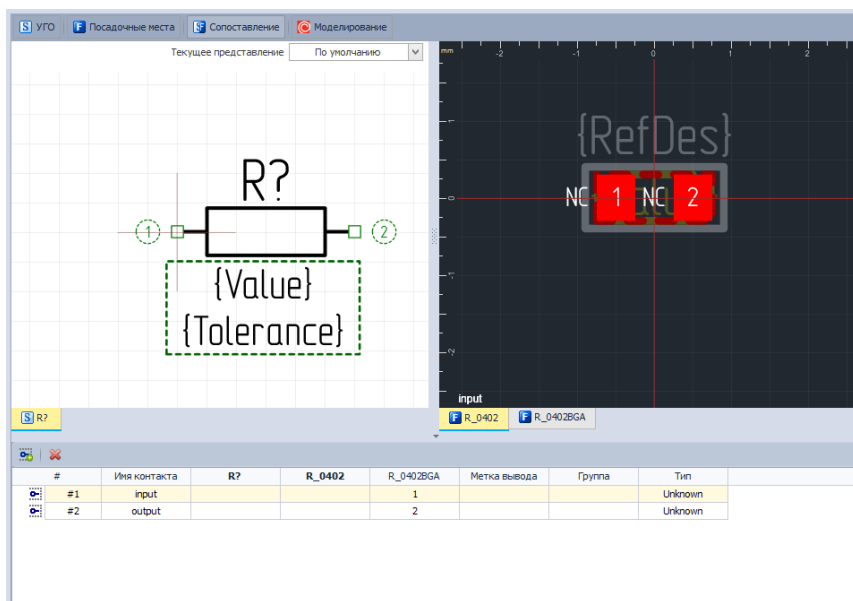 S УГО F Посадочные места SF Сопоставление Моделирование
Текущее представление По умолчанию
R?
1 2
{Value}
{Tolerance}
mm -2 -1 0 1 2
{RefDes}
NC 1 NC 2
1
0
-1
-2
input
S R?
F R_0402 F R_0402BGA
# Имя контакта R? R_0402 R_0402BGA Метка вывода Группа Тип
#1 input 1 Unknown
#2 output 2 Unknown